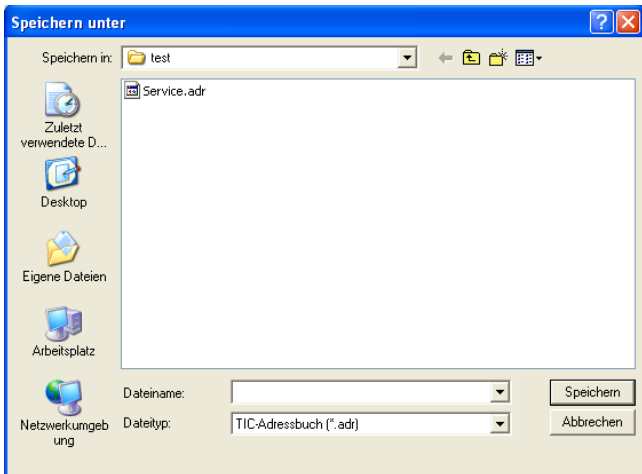 Speichern unter
Speichern in: test
Service.adr
Zuletzt
verwendete D...
Desktop
Eigene Dateien
Arbeitsplatz
Netzwerkumgeb
ung
Dateiname:
Speichern
Dateityp: TIC-Adressbuch (*.adr)
Abbrechen